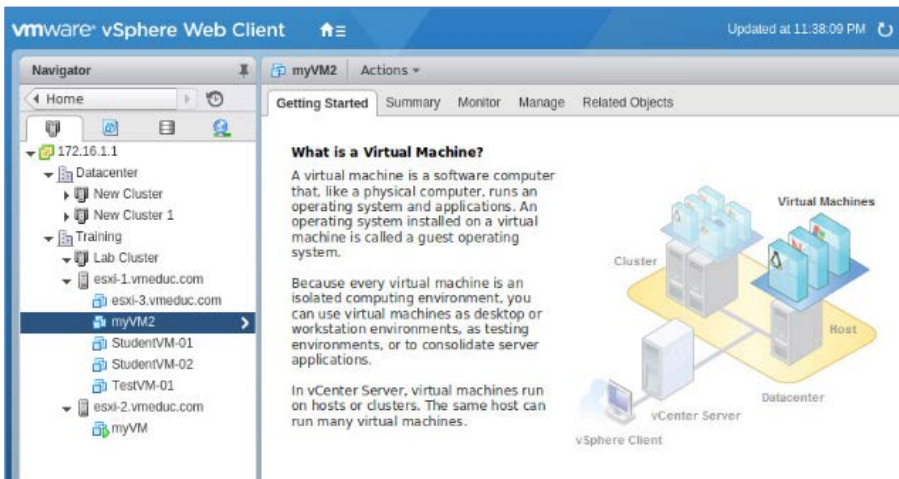 vmware® vSphere Web Client
Updated at 11:38:09 PM
Navigator
Home
172.16.1.1
Datacenter
New Cluster
New Cluster 1
Training
Lab Cluster
esxi-1.vmeduc.com
esxi-3.vmeduc.com
myVM2
StudentVM-01
StudentVM-02
TestVM-01
esxi-2.vmeduc.com
myVM
myVM2 Actions
Getting Started Summary Monitor Manage Related Objects
What is a Virtual Machine?
A virtual machine is a software computer
that, like a physical computer, runs an
operating system and applications. An
operating system installed on a virtual
machine is called a guest operating
system.
Because every virtual machine is an
isolated computing environment, you
can use virtual machines as desktop or
workstation environments, as testing
environments, or to consolidate server
applications.
In vCenter Server, virtual machines run
on hosts or clusters. The same host can
run many virtual machines.
Virtual Machines
Cluster
Host
Datacenter
vCenter Server
vSphere Client